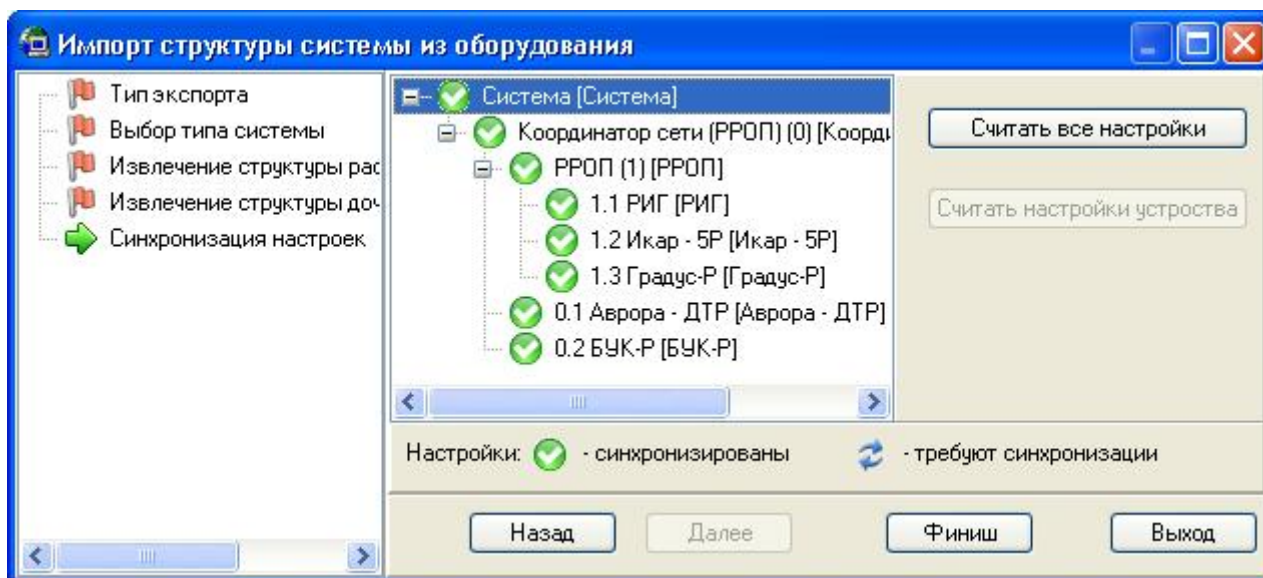 Импорт структуры системы из оборудования
Тип экспорта
Выбор типа системы
Извлечение структуры рас
Извлечение структуры доч
Синхронизация настроек
Система [Система]
Координатор сети (РРОП) (0) [Коорди
РРОП (1) [РРОП]
1.1 РИГ [РИГ]
1.2 Икар - 5Р [Икар - 5Р]
1.3 Градус-Р [Градус-Р]
0.1 Аврора - ДТР [Аврора - ДТР]
0.2 БУК-Р [БУК-Р]
Считать все настройки
Считать настройки устроства
Настройки: - синхронизированы - требуют синхронизации
Назад Далее Финиш Выход